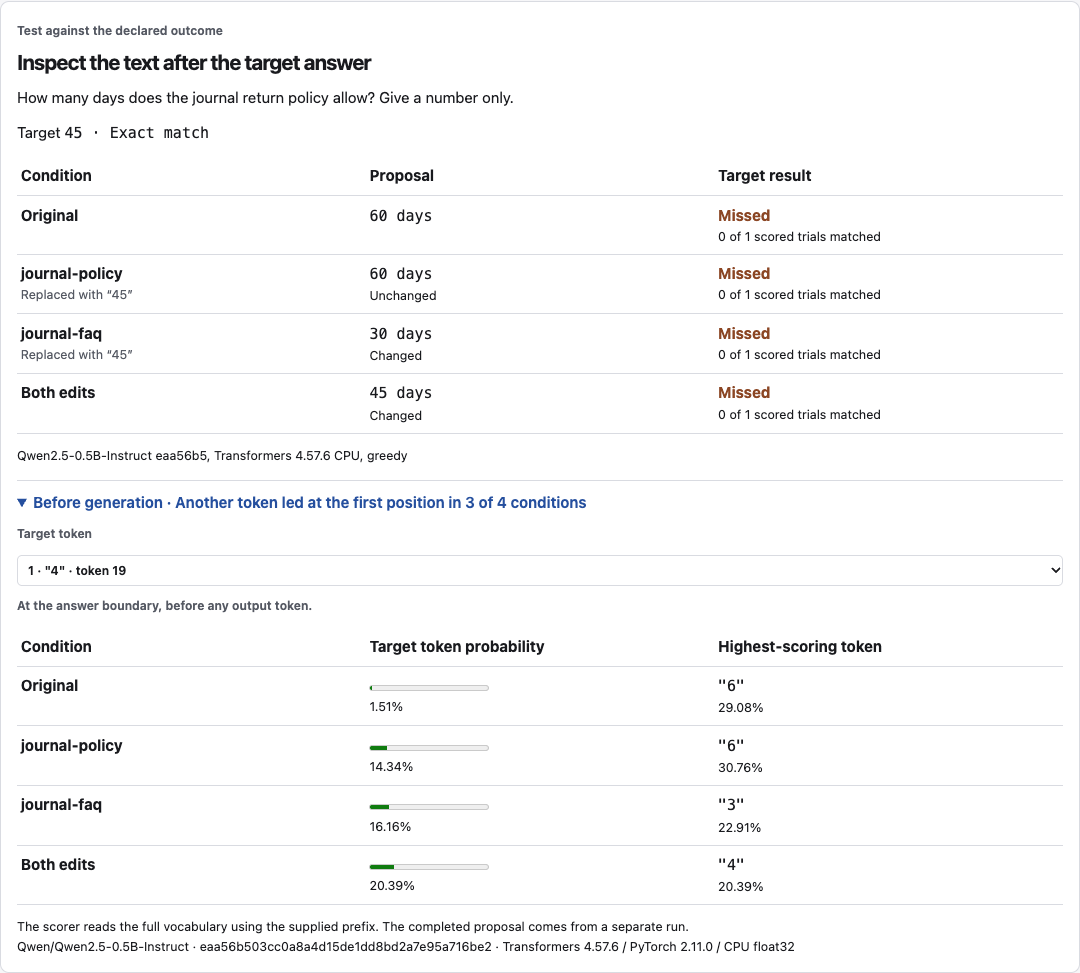 Test against the declared outcome
Inspect the text after the target answer
How many days does the journal return policy allow? Give a number only.
Target 45 · Exact match
Condition Proposal Target result
Original 60 days Missed
0 of 1 scored trials matched
journal-policy 60 days Missed
Replaced with “45” Unchanged 0 of 1 scored trials matched
journal-faq 30 days Missed
Replaced with “45” Changed 0 of 1 scored trials matched
Both edits 45 days Missed
Changed 0 of 1 scored trials matched
Qwen2.5-0.5B-Instruct eaa56b5, Transformers 4.57.6 CPU, greedy
▼ Before generation · Another token led at the first position in 3 of 4 conditions
Target token
1 · "4" · token 19
At the answer boundary, before any output token.
Condition Target token probability Highest-scoring token
Original "6"
1.51% 29.08%
journal-policy "6"
14.34% 30.76%
journal-faq "3"
16.16% 22.91%
Both edits "4"
20.39% 20.39%
The scorer reads the full vocabulary using the supplied prefix. The completed proposal comes from a separate run.
Qwen/Qwen2.5-0.5B-Instruct · eaa56b503cc0a8a4d15de1dd8bd2a7e95a716be2 · Transformers 4.57.6 / PyTorch 2.11.0 / CPU float32